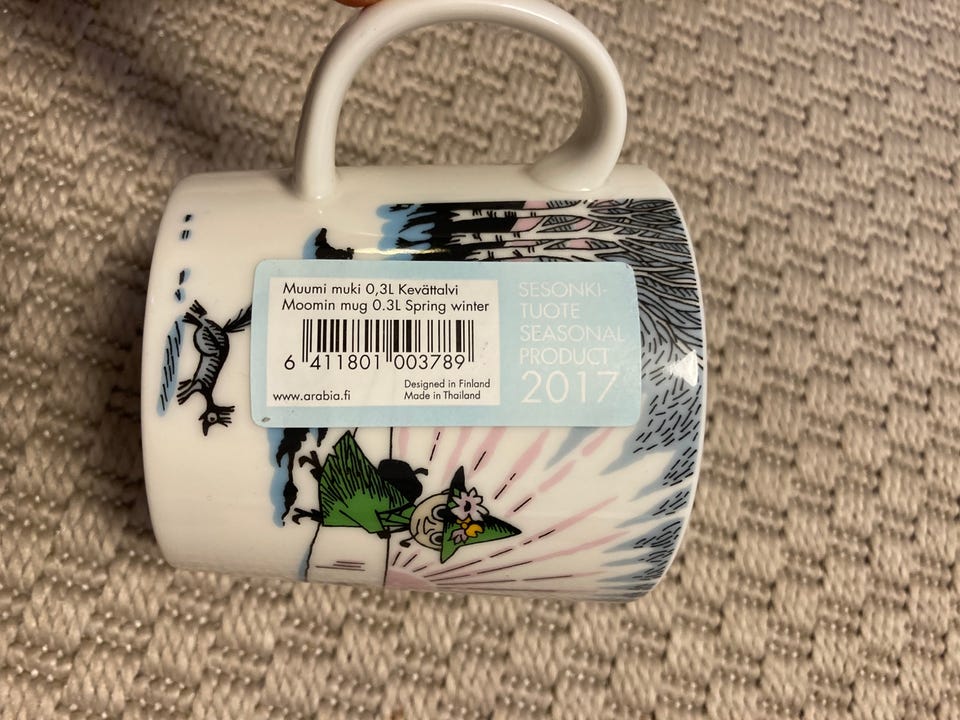 Muumi muki 0,3L Kevättalvi
Moomin mug 0.3L Spring winter
6 411801 003789
Designed in Finland
www.arabia.fi Made in Thailand
SESONKI-
TUOTE
SEASONAL
PRODUCT
2017